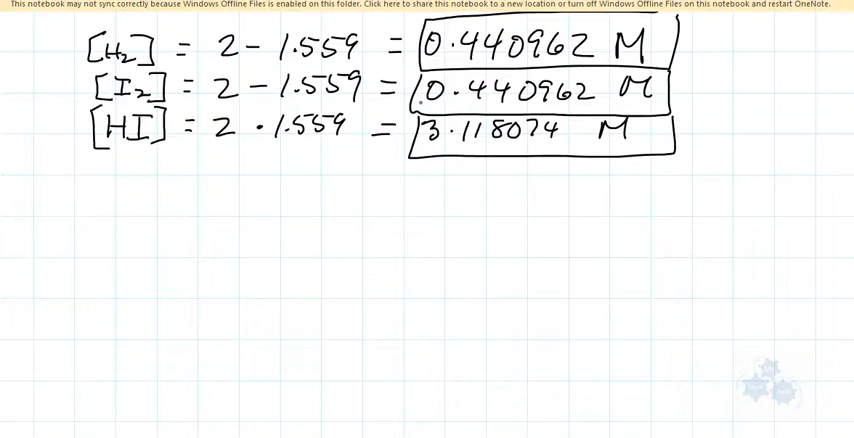 This notebook may not sync correctly because Windows Offline Files is enabled on this folder. Click here to share this notebook to a new location or turn off Windows Offline Files on this notebook and restart OneNote.
[H₂] = 2 - 1.559 = 0.440962 M
[I₂] = 2 - 1.559 = 0.440962 M
[HI] = 2 · 1.559 = 3.118074 M